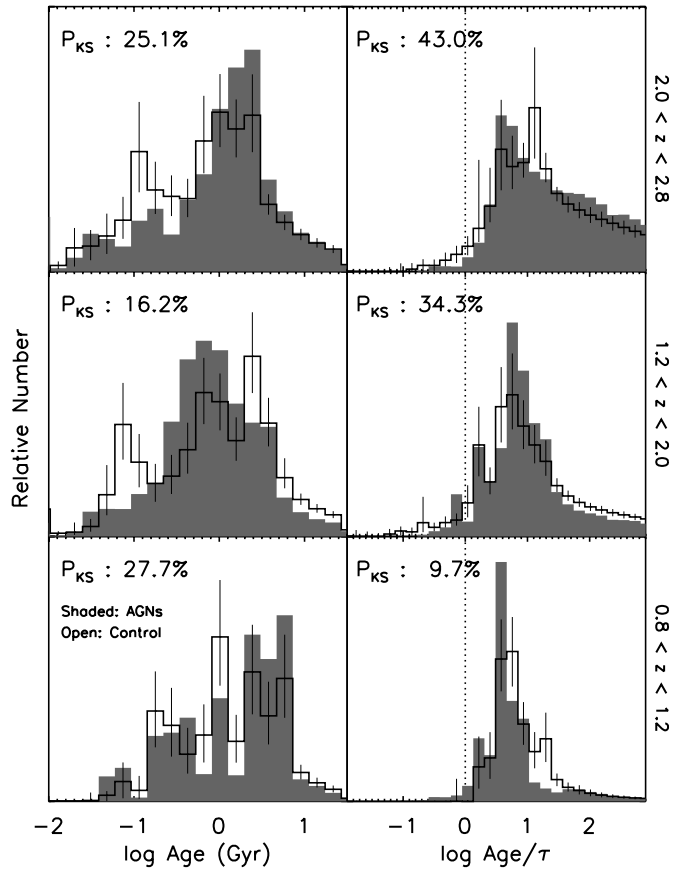 P_KS : 25.1%
P_KS : 43.0%
2.0 < z < 2.8
P_KS : 16.2%
P_KS : 34.3%
1.2 < z < 2.0
Relative Number
P_KS : 27.7%
P_KS : 9.7%
Shaded: AGNs
Open: Control
0.8 < z < 1.2
-2 -1 0 1
-1 0 1 2
log Age (Gyr)
log Age/τ